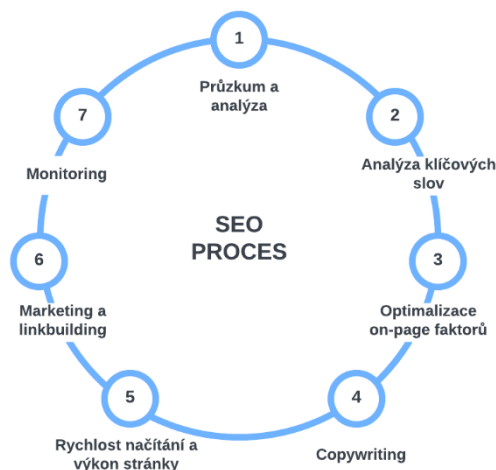 1
Průzkum a
analýza
2
Analýza klíčových
slov
3
Optimalizace
on-page faktorů
4
Copywriting
5
Rychlost načítání a
výkon stránky
6
Marketing a
linkbuilding
7
Monitoring
SEO
PROCES